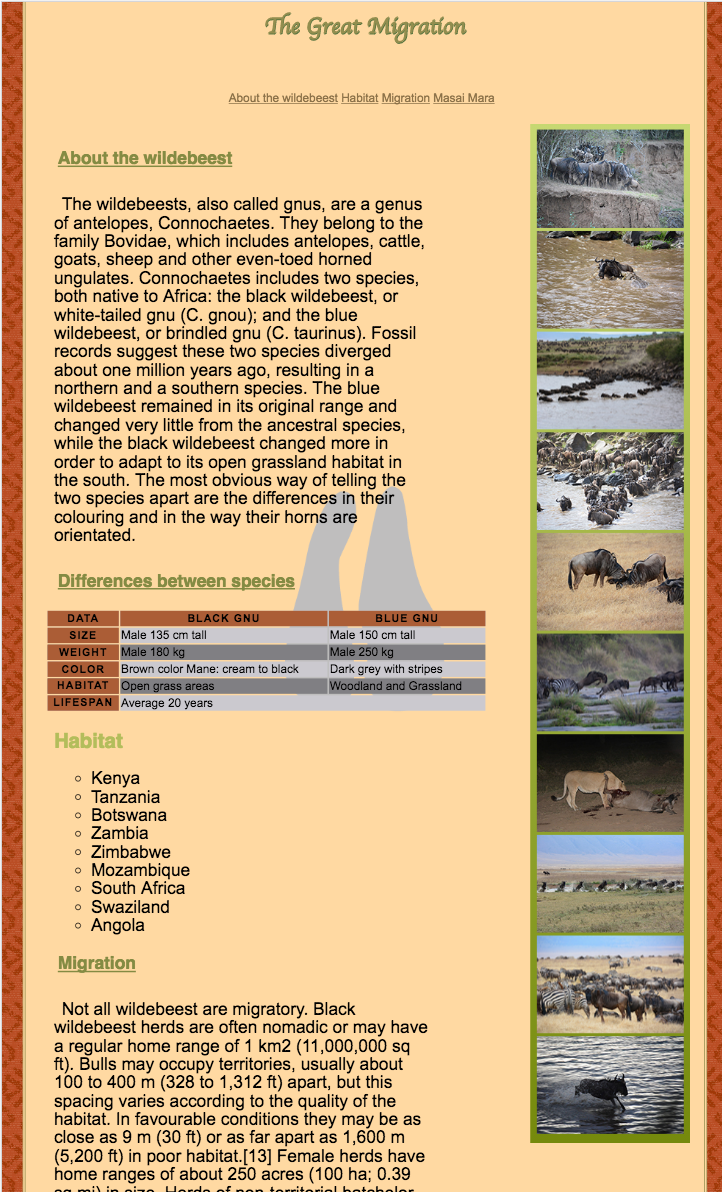 The Great Migration
About the wildebeest Habitat Migration Masai Mara
About the wildebeest
The wildebeests, also called gnus, are a genus
of antelopes, Connochaetes. They belong to the
family Bovidae, which includes antelopes, cattle,
goats, sheep and other even-toed horned
ungulates. Connochaetes includes two species,
both native to Africa: the black wildebeest, or
white-tailed gnu (C. gnou); and the blue
wildebeest, or brindled gnu (C. taurinus). Fossil
records suggest these two species diverged
about one million years ago, resulting in a
northern and a southern species. The blue
wildebeest remained in its original range and
changed very little from the ancestral species,
while the black wildebeest changed more in
order to adapt to its open grassland habitat in
the south. The most obvious way of telling the
two species apart are the differences in their
colouring and in the way their horns are
orientated.
Differences between species
DATA BLACK GNU BLUE GNU
SIZE Male 135 cm tall Male 150 cm tall
WEIGHT Male 180 kg Male 250 kg
COLOR Brown color Mane: cream to black Dark grey with stripes
HABITAT Open grass areas Woodland and Grassland
LIFESPAN Average 20 years
Habitat
Kenya
Tanzania
Botswana
Zambia
Zimbabwe
Mozambique
South Africa
Swaziland
Angola
Migration
Not all wildebeest are migratory. Black
wildebeest herds are often nomadic or may have
a regular home range of 1 km2 (11,000,000 sq
ft). Bulls may occupy territories, usually about
100 to 400 m (328 to 1,312 ft) apart, but this
spacing varies according to the quality of the
habitat. In favourable conditions they may be as
close as 9 m (30 ft) or as far apart as 1,600 m
(5,200 ft) in poor habitat.[13] Female herds have
home ranges of about 250 acres (100 ha; 0.39
sq mi) in size. Herds of non-territorial batchelor